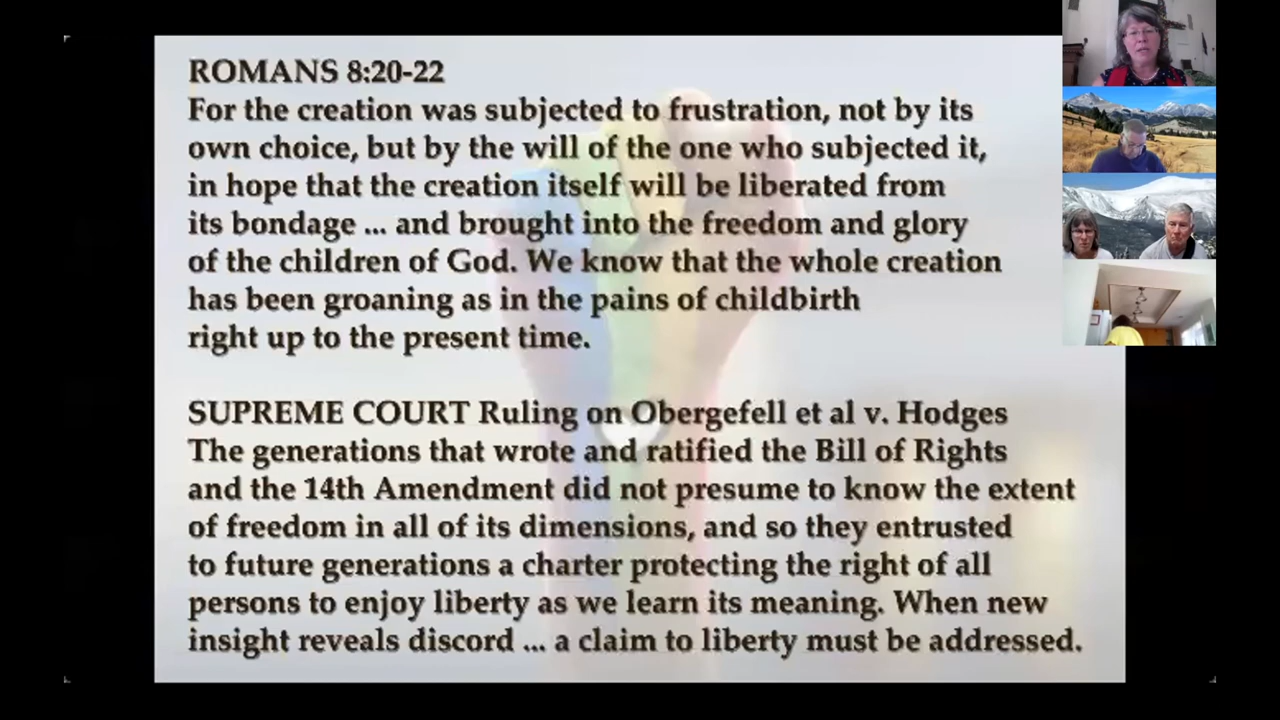 ROMANS 8:20-22
For the creation was subjected to frustration, not by its
own choice, but by the will of the one who subjected it,
in hope that the creation itself will be liberated from
its bondage ... and brought into the freedom and glory
of the children of God. We know that the whole creation
has been groaning as in the pains of childbirth
right up to the present time.
SUPREME COURT Ruling on Obergefell et al v. Hodges
The generations that wrote and ratified the Bill of Rights
and the 14th Amendment did not presume to know the extent
of freedom in all of its dimensions, and so they entrusted
to future generations a charter protecting the right of all
persons to enjoy liberty as we learn its meaning. When new
insight reveals discord ... a claim to liberty must be addressed.